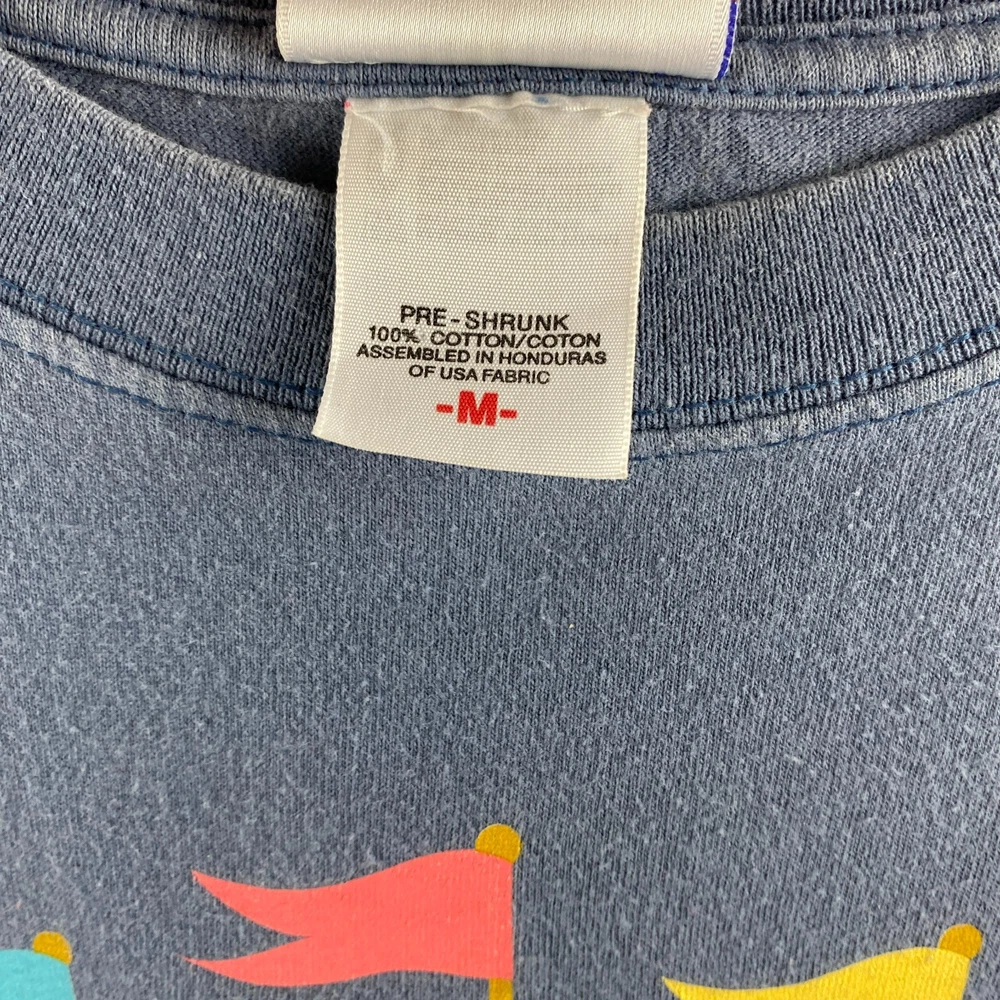 PRE-SHRUNK
100% COTTON/COTON
ASSEMBLED IN HONDURAS
OF USA FABRIC
-M-